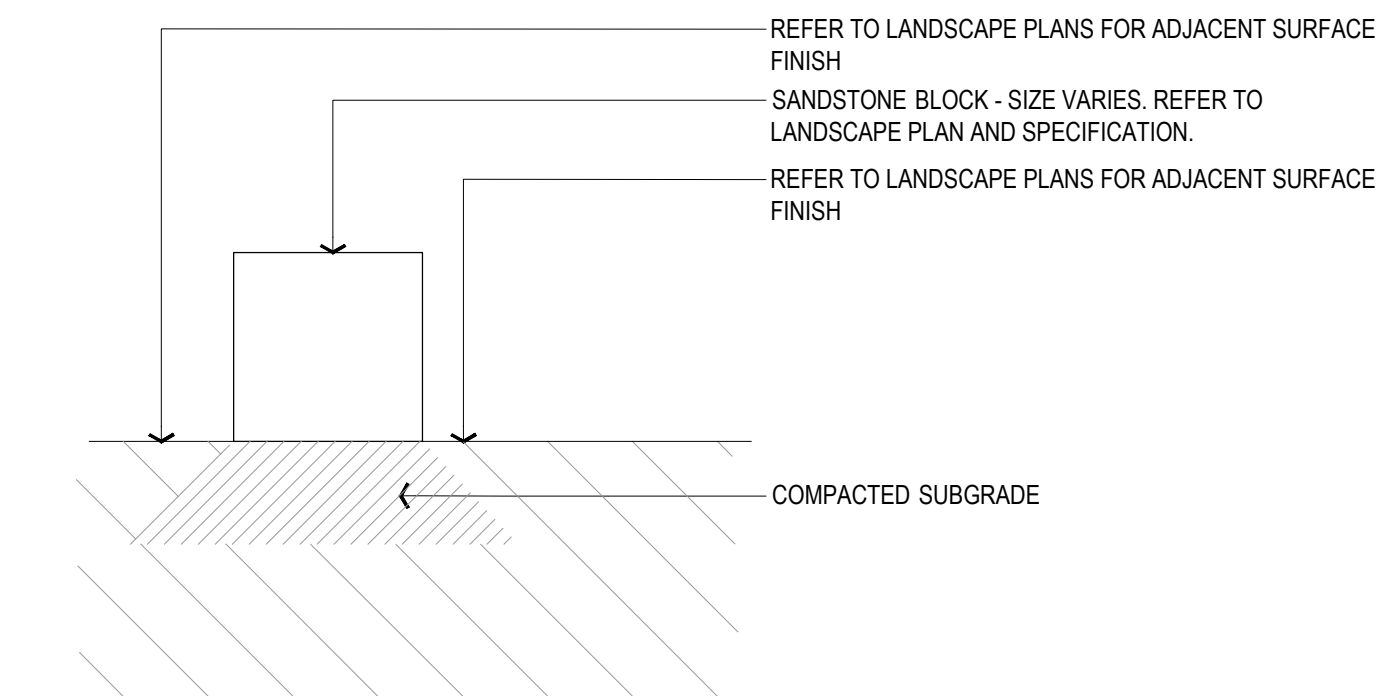 REFER TO LANDSCAPE PLANS FOR ADJACENT SURFACE
FINISH
SANDSTONE BLOCK - SIZE VARIES. REFER TO
LANDSCAPE PLAN AND SPECIFICATION.
REFER TO LANDSCAPE PLANS FOR ADJACENT SURFACE
FINISH
COMPACTED SUBGRADE